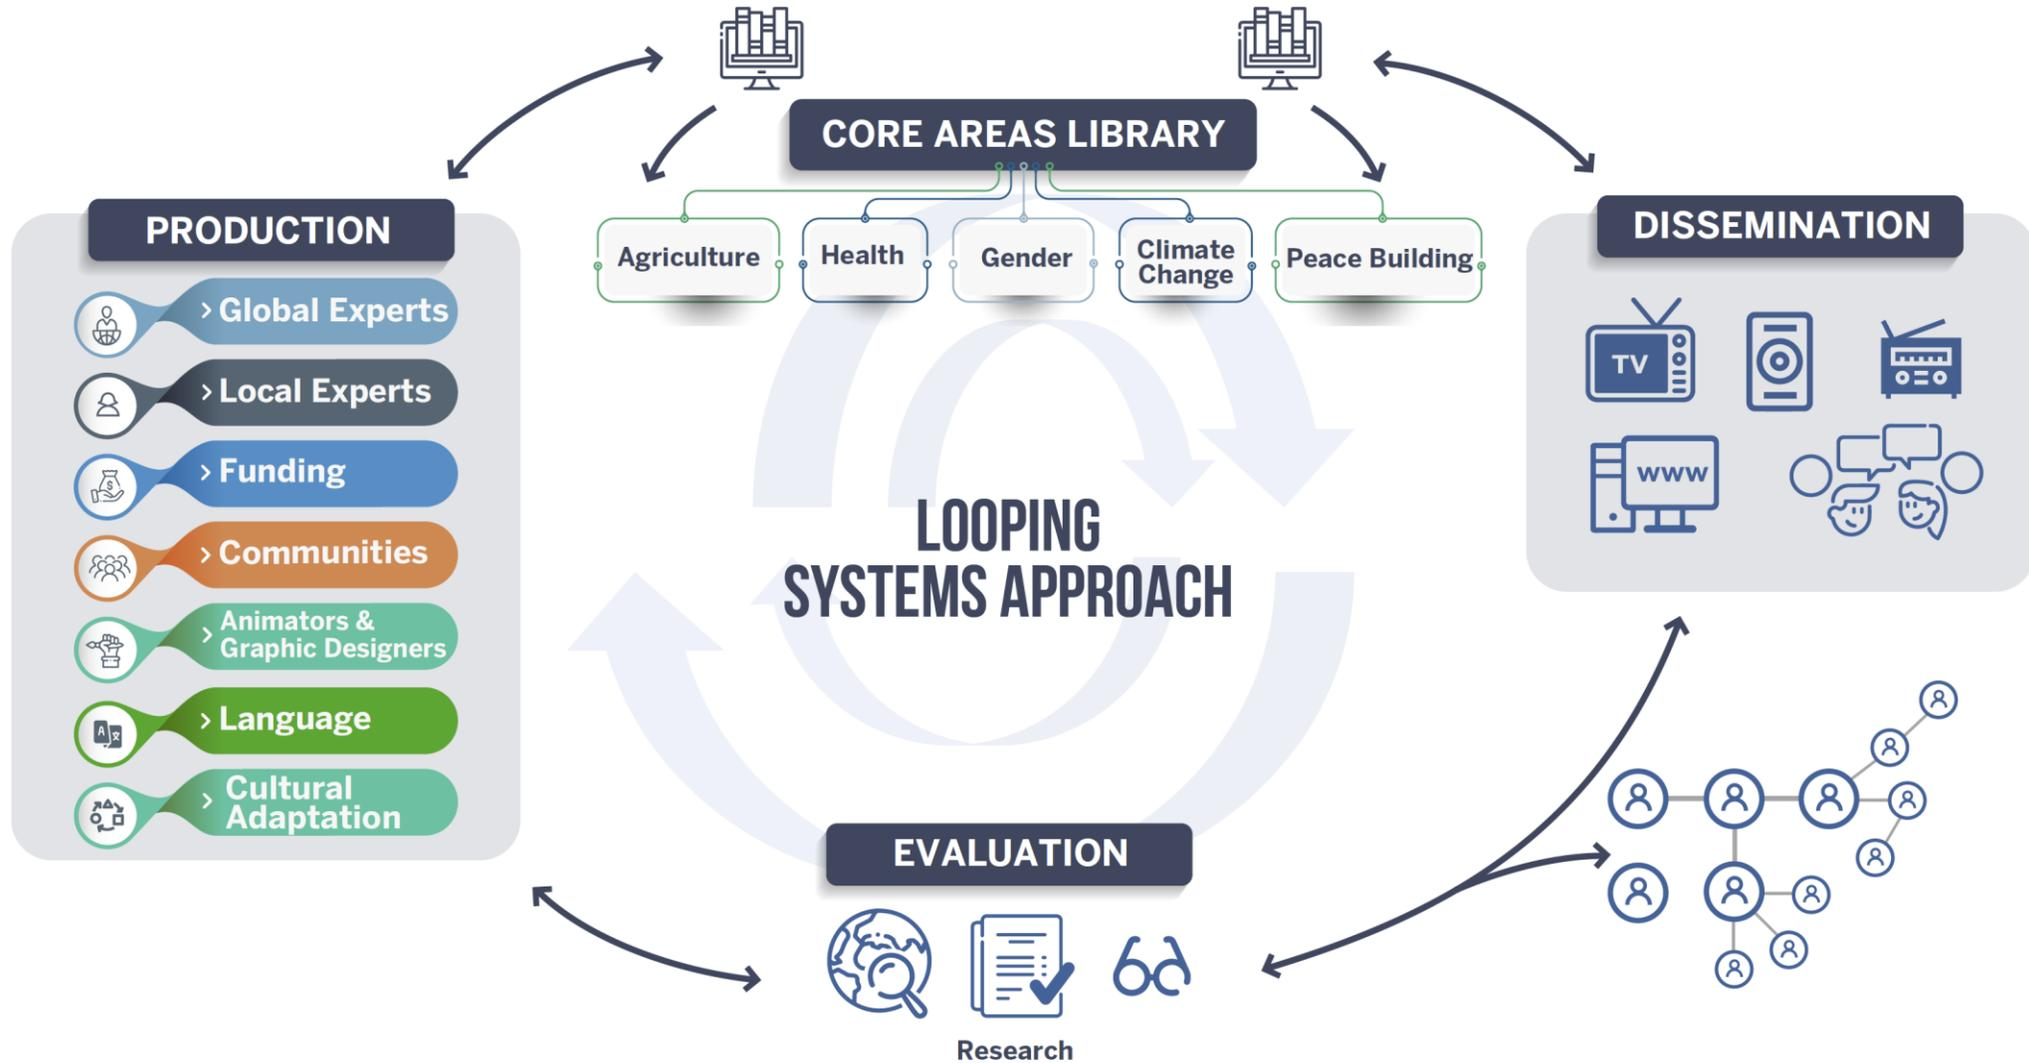 CORE AREAS LIBRARY
Agriculture
Health
Gender
Climate
Change
Peace Building
PRODUCTION
› Global Experts
› Local Experts
› Funding
› Communities
› Animators &
Graphic Designers
› Language
› Cultural
Adaptation
DISSEMINATION
TV
WWW
LOOPING
SYSTEMS APPROACH
EVALUATION
Research
$
A
文